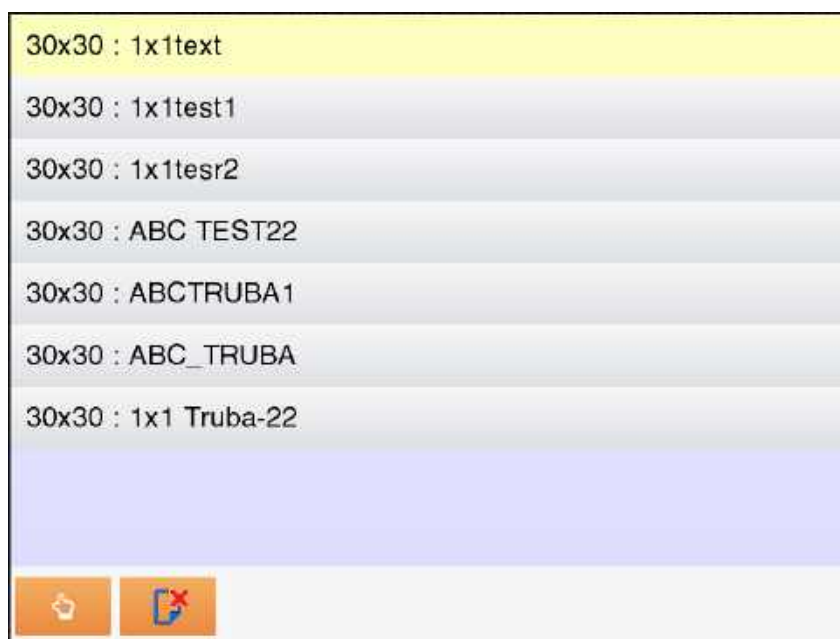 30x30 : 1x1text
30x30 : 1x1test1
30x30 : 1x1tesr2
30x30 : ABC TEST22
30x30 : ABCTRUBA1
30x30 : ABC_TRUBA
30x30 : 1x1 Truba-22